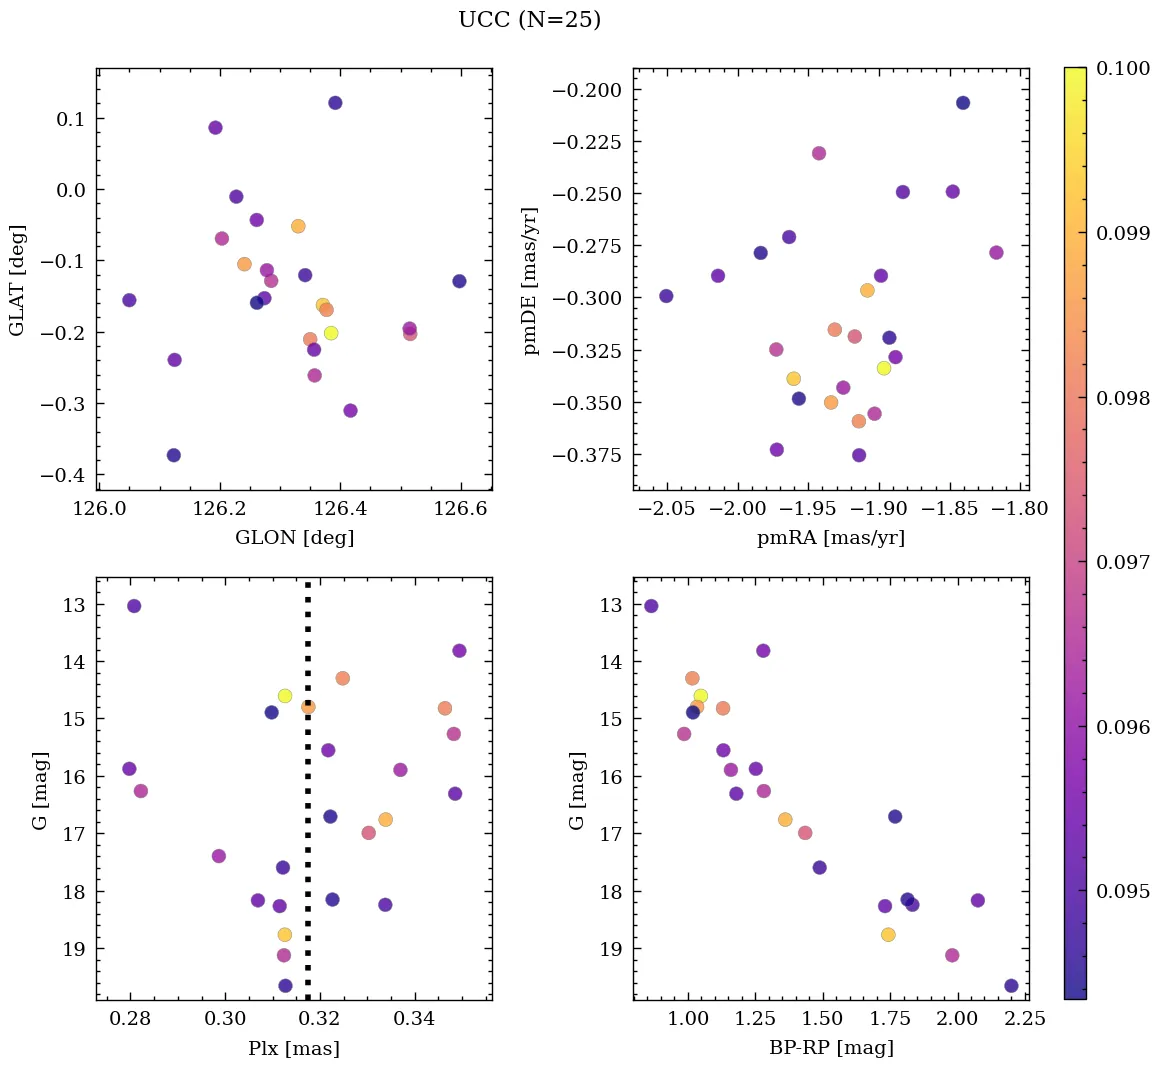 UCC (N=25)
0.1
0.0
−0.1
−0.2
−0.3
−0.4
GLAT [deg]
126.0 126.2 126.4 126.6
GLON [deg]
−0.200
−0.225
−0.250
−0.275
−0.300
−0.325
−0.350
−0.375
pmDE [mas/yr]
−2.05 −2.00 −1.95 −1.90 −1.85 −1.80
pmRA [mas/yr]
13
14
15
16
17
18
19
G [mag]
0.28 0.30 0.32 0.34
Plx [mas]
13
14
15
16
17
18
19
G [mag]
1.00 1.25 1.50 1.75 2.00 2.25
BP-RP [mag]
0.100
0.099
0.098
0.097
0.096
0.095